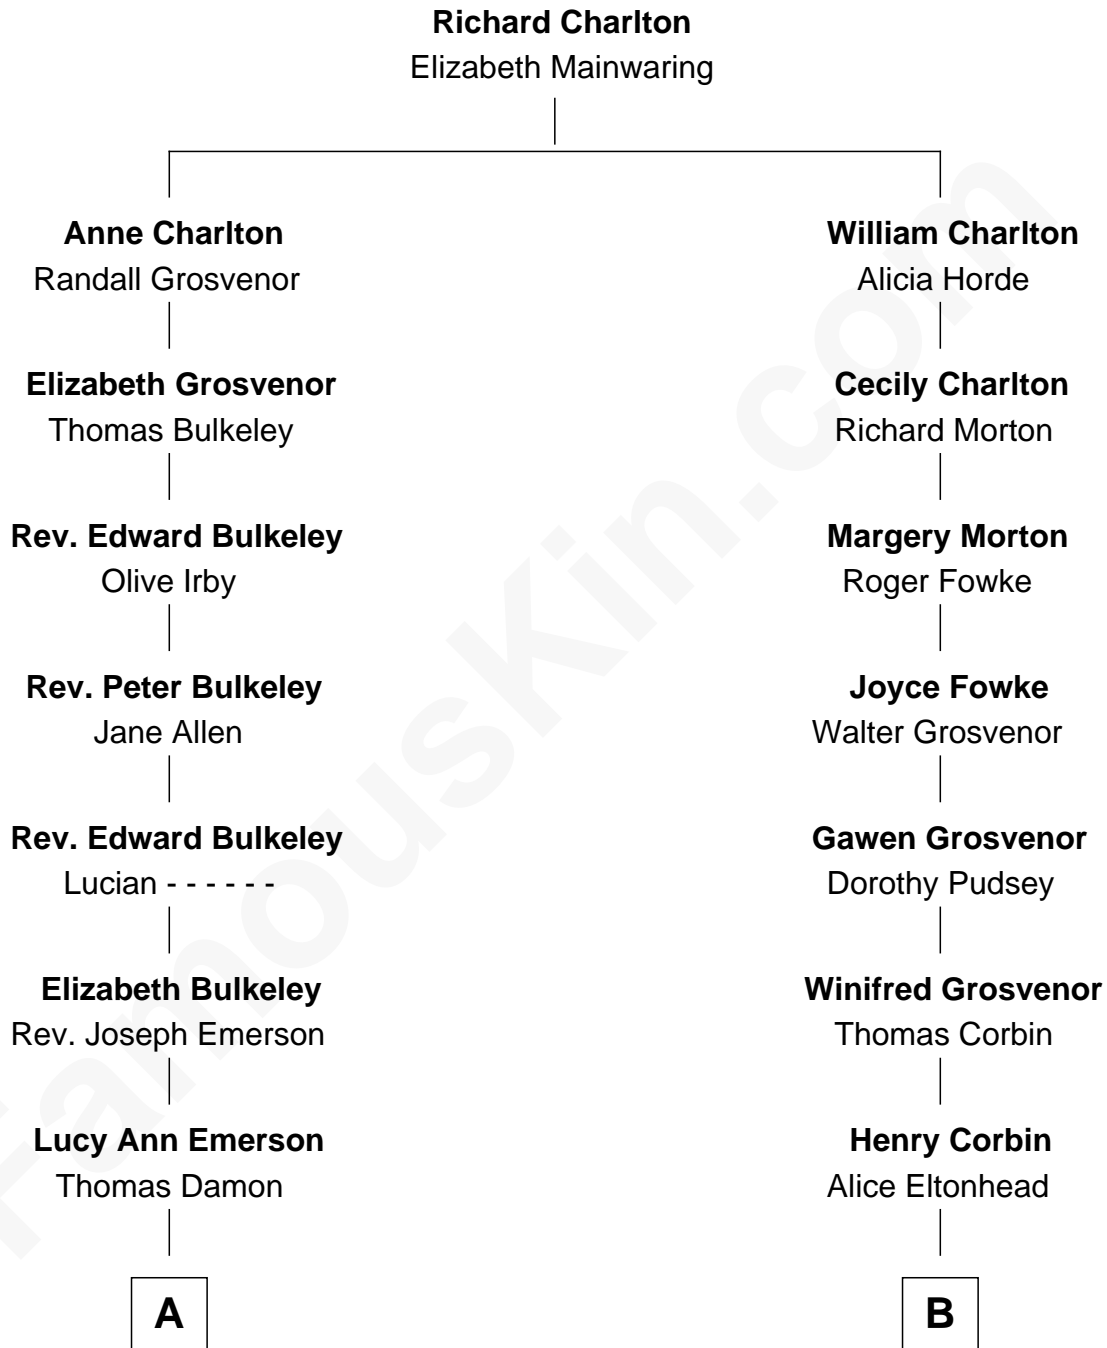 Richard Charlton
Elizabeth Mainwaring
Anne Charlton
Randall Grosvenor
William Charlton
Alicia Horde
Elizabeth Grosvenor
Thomas Bulkeley
Cecily Charlton
Richard Morton
Rev. Edward Bulkeley
Olive Irby
Margery Morton
Roger Fowke
Rev. Peter Bulkeley
Jane Allen
Joyce Fowke
Walter Grosvenor
Rev. Edward Bulkeley
Lucian - - - - - -
Gawen Grosvenor
Dorothy Pudsey
Elizabeth Bulkeley
Rev. Joseph Emerson
Winifred Grosvenor
Thomas Corbin
Lucy Ann Emerson
Thomas Damon
Henry Corbin
Alice Eltonhead
A
B
FamousKin.com